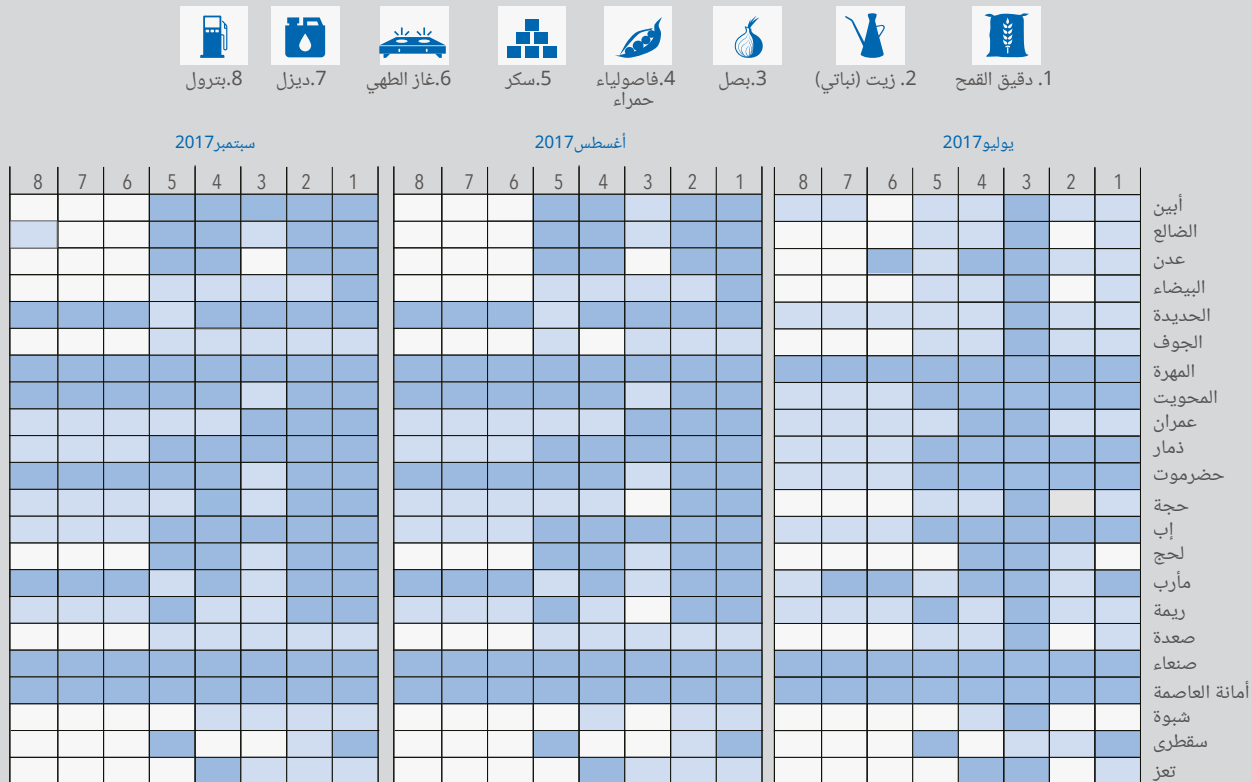 1. دقيق القمح
2. زيت (نباتي)
3.بصل
4.فاصولياء
حمراء
5.سكر
6.غاز الطهي
7.ديزل
8.بترول
يوليو2017
أغسطس2017
سبتمبر2017
1 2 3 4 5 6 7 8
1 2 3 4 5 6 7 8
1 2 3 4 5 6 7 8
أبين
الضالع
عدن
البيضاء
الحديدة
الجوف
المهرة
المحويت
عمران
ذمار
حضرموت
حجة
إب
لحج
مأرب
ريمة
صعدة
صنعاء
أمانة العاصمة
شبوة
سقطرى
تعز